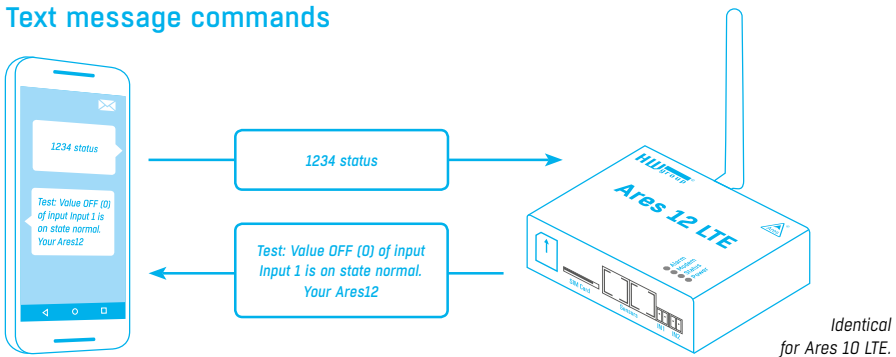 Text message commands
1234 status
Test: Value OFF (0)
of input Input 1 is
on state normal.
Your Ares12
1234 status
Test: Value OFF (0) of input
Input 1 is on state normal.
Your Ares12
HW group
Ares 12 LTE
Alarm
Modem
Status
Power
SIM Card
Sensors
IN1
IN2
Identical
for Ares 10 LTE.